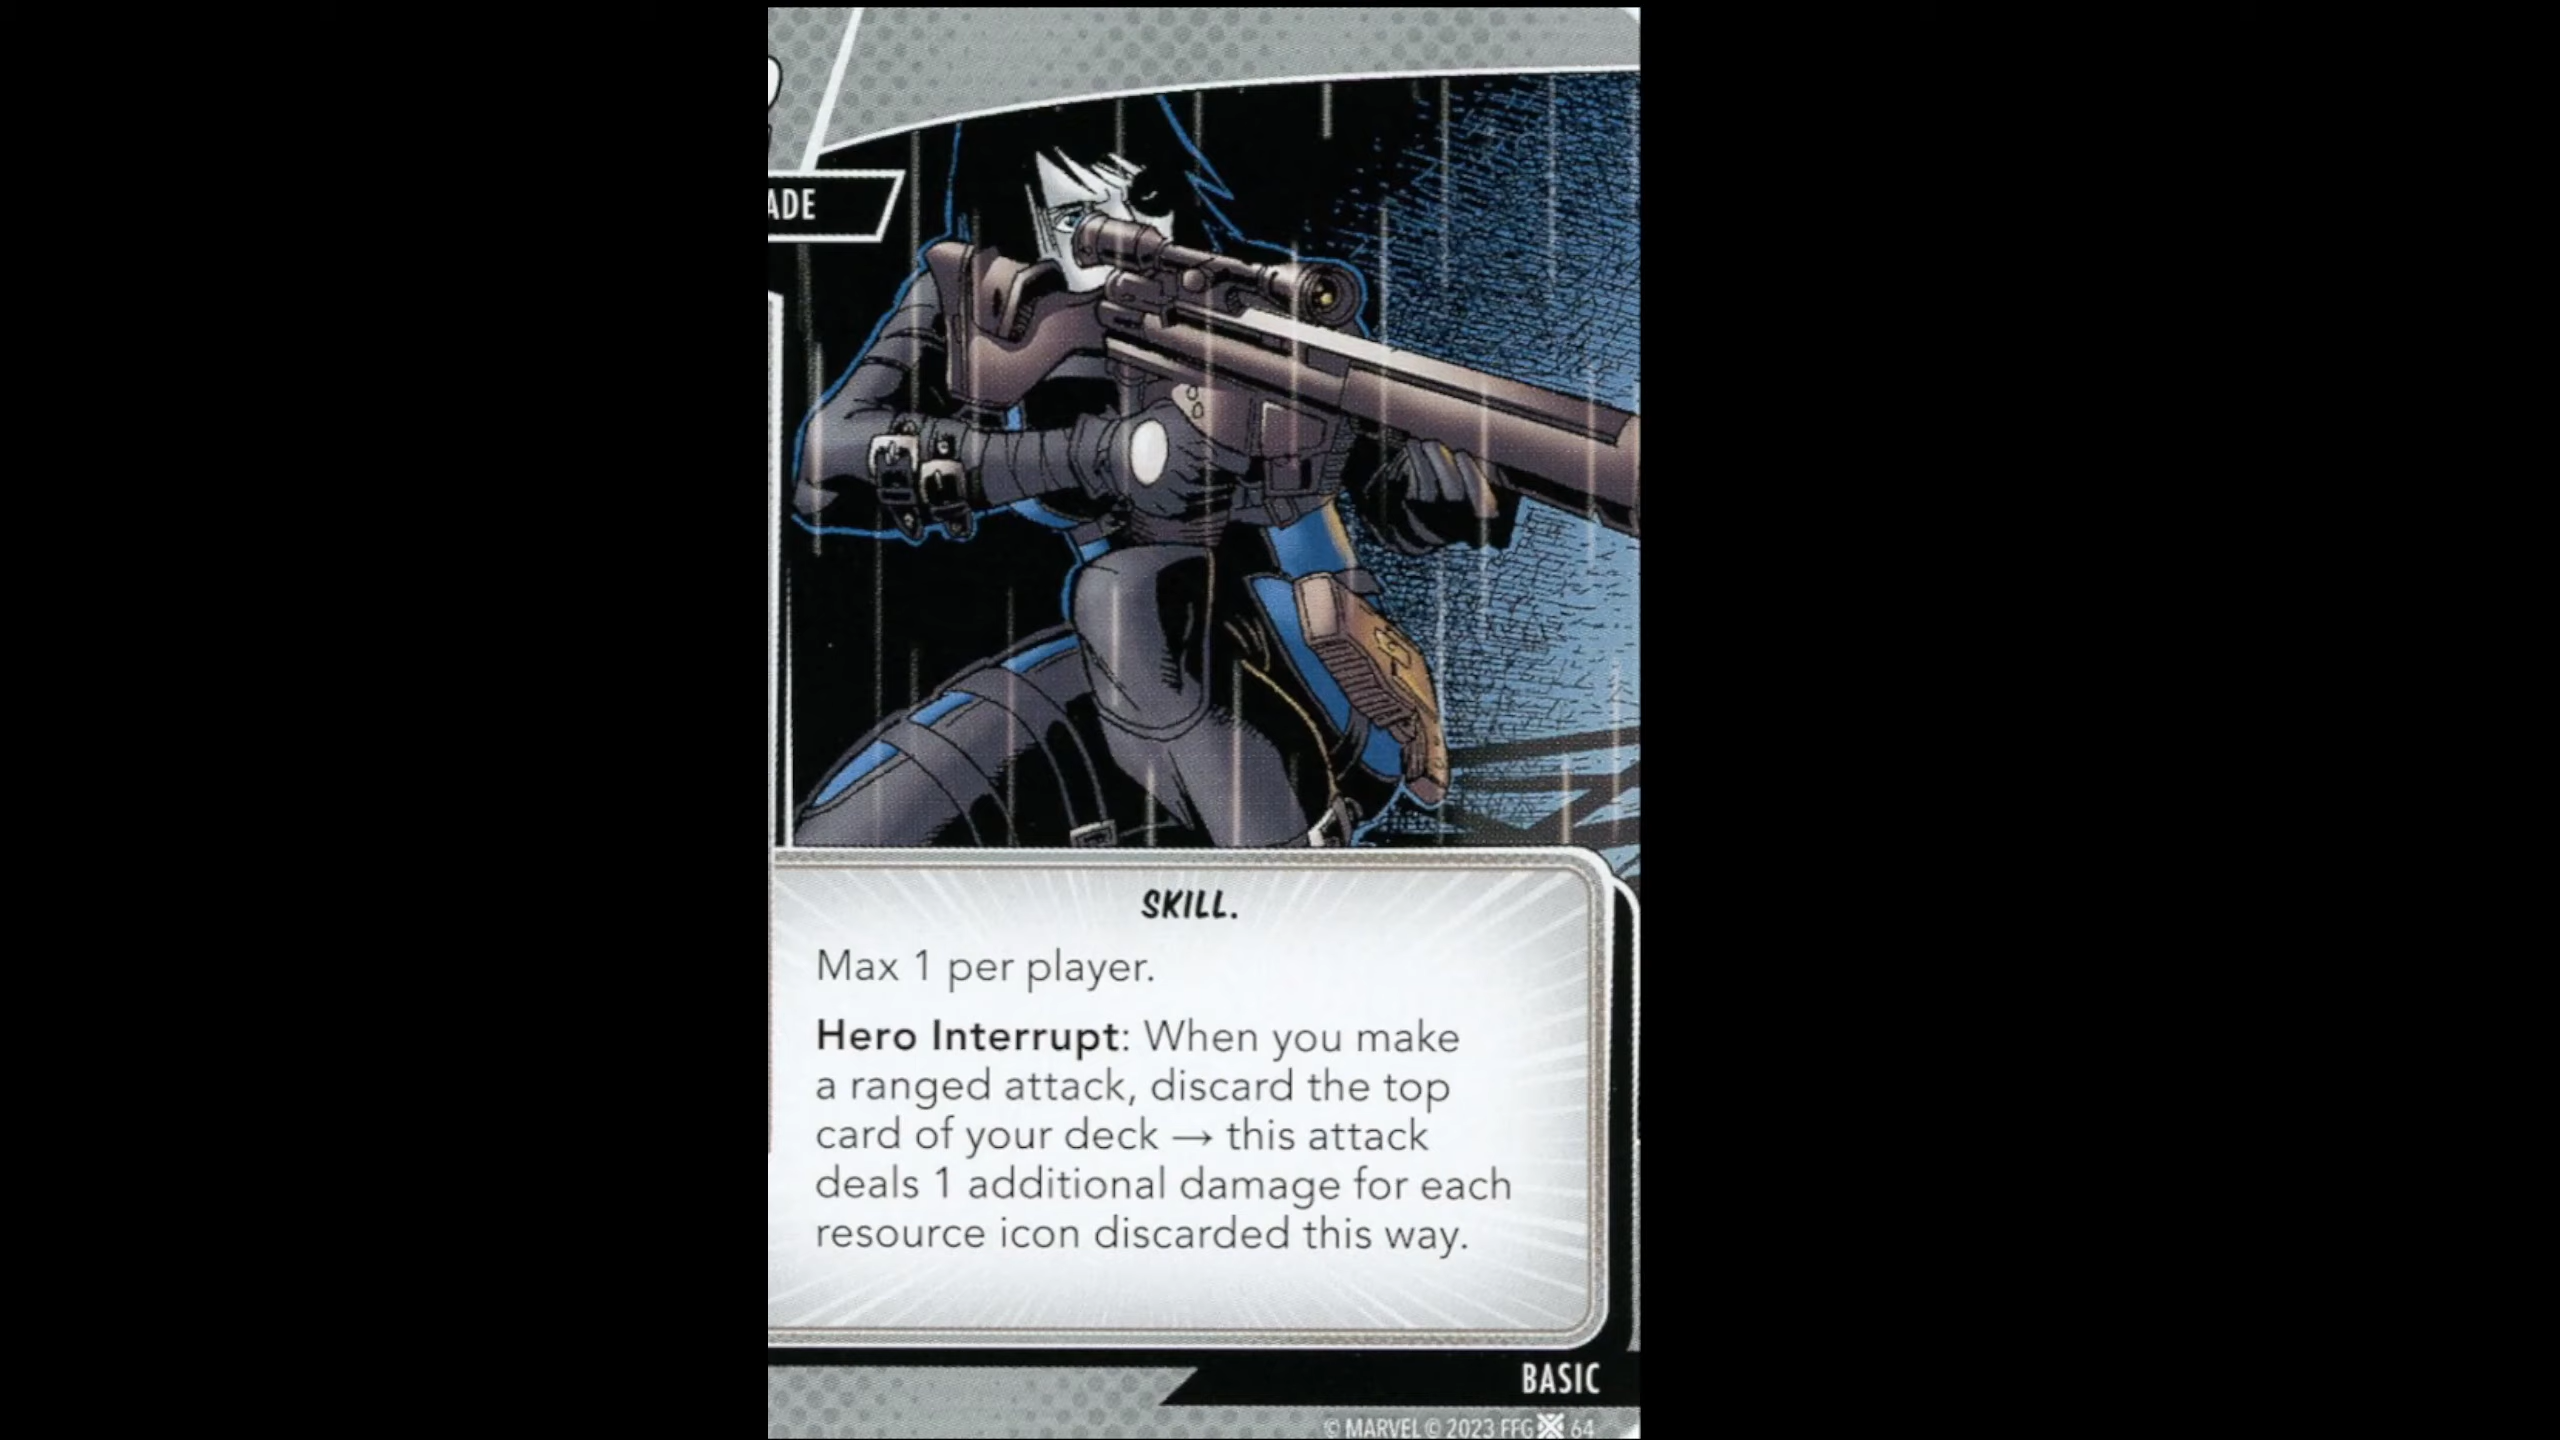 ADE
SKILL.
Max 1 per player.
Hero Interrupt: When you make
a ranged attack, discard the top
card of your deck → this attack
deals 1 additional damage for each
resource icon discarded this way.
BASIC
© MARVEL © 2023 FFG 64